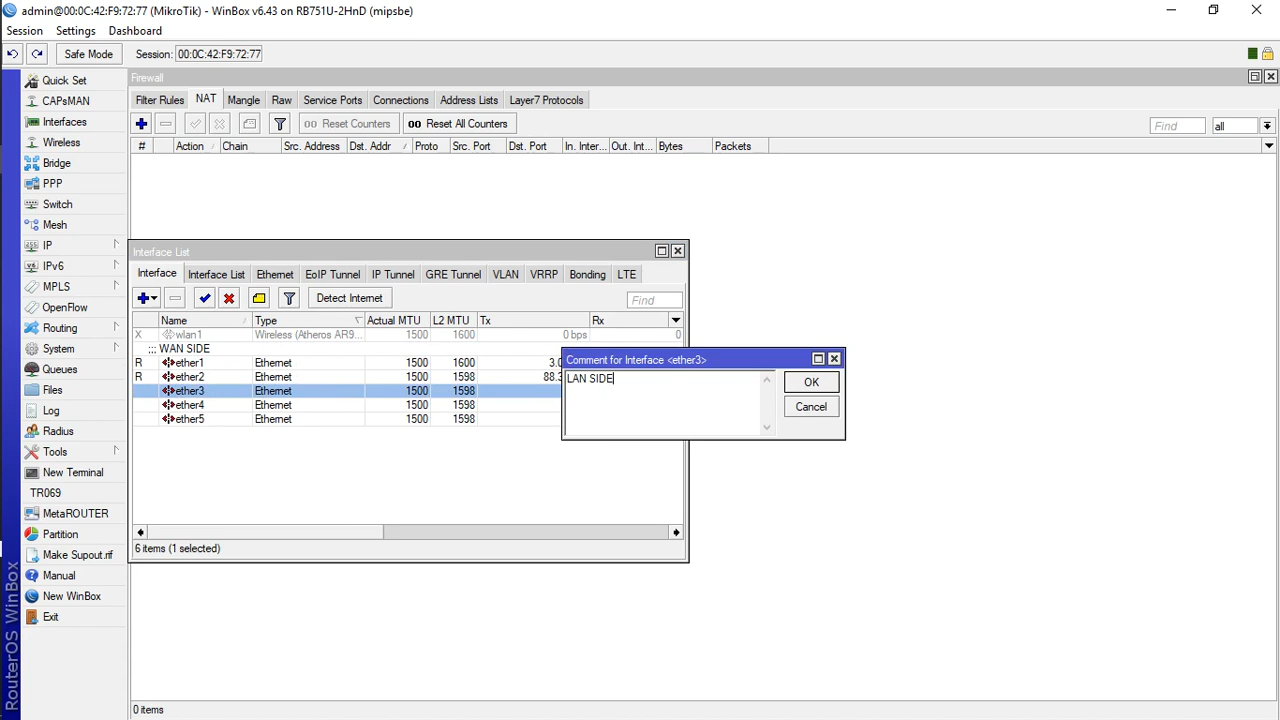 admin@00:0C:42:F9:72:77 (MikroTik) - WinBox v6.43 on RB751U-2HnD (mipsbe)
Session Settings Dashboard
Safe Mode Session: 00:0C:42:F9:72:77
Quick Set
CAPsMAN
Interfaces
Wireless
Bridge
PPP
Switch
Mesh
IP
IPv6
MPLS
OpenFlow
Routing
System
Queues
Files
Log
Radius
Tools
New Terminal
TR069
MetaROUTER
Partition
Make Supout.rif
Manual
New WinBox
Exit
RouterOS WinBox
Firewall
Filter Rules NAT Mangle Raw Service Ports Connections Address Lists Layer7 Protocols
00 Reset Counters 00 Reset All Counters Find all
# Action Chain Src. Address Dst. Addr Proto Src. Port Dst. Port In. Inter... Out. Int... Bytes Packets
Interface List
Interface Interface List Ethernet EoIP Tunnel IP Tunnel GRE Tunnel VLAN VRRP Bonding LTE
Detect Internet Find
Name Type Actual MTU L2 MTU Tx Rx
X wlan1 Wireless (Atheros AR9... 1500 1600 0 bps 0
;;; WAN SIDE
R ether1 Ethernet 1500 1600 3.0
R ether2 Ethernet 1500 1598 88.3
ether3 Ethernet 1500 1598
ether4 Ethernet 1500 1598
ether5 Ethernet 1500 1598
6 items (1 selected)
Comment for Interface <ether3>
LAN SIDE
OK
Cancel
0 items